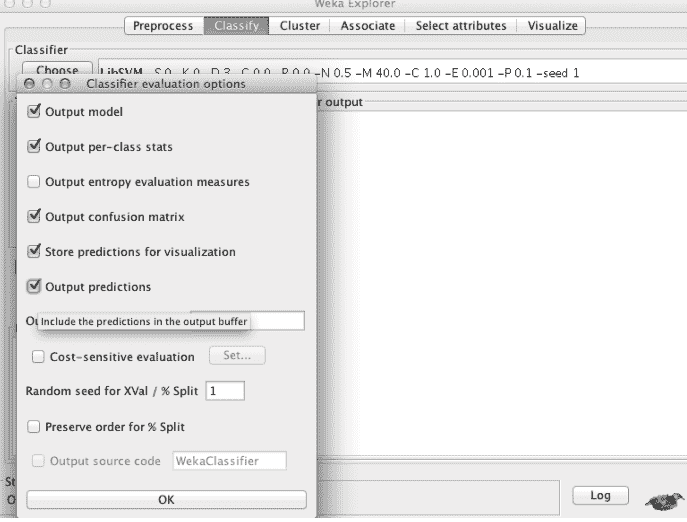 Weka Explorer
Preprocess Classify Cluster Associate Select attributes Visualize
Classifier
Choose LibSVM -S 0 -K 0 -D 3 -G 0.0 -R 0.0 -N 0.5 -M 40.0 -C 1.0 -E 0.001 -P 0.1 -seed 1
Classifier evaluation options
r output
Output model
Output per-class stats
Output entropy evaluation measures
Output confusion matrix
Store predictions for visualization
Output predictions
Include the predictions in the output buffer
Cost-sensitive evaluation Set...
Random seed for XVal / % Split 1
Preserve order for % Split
Output source code WekaClassifier
OK
Log